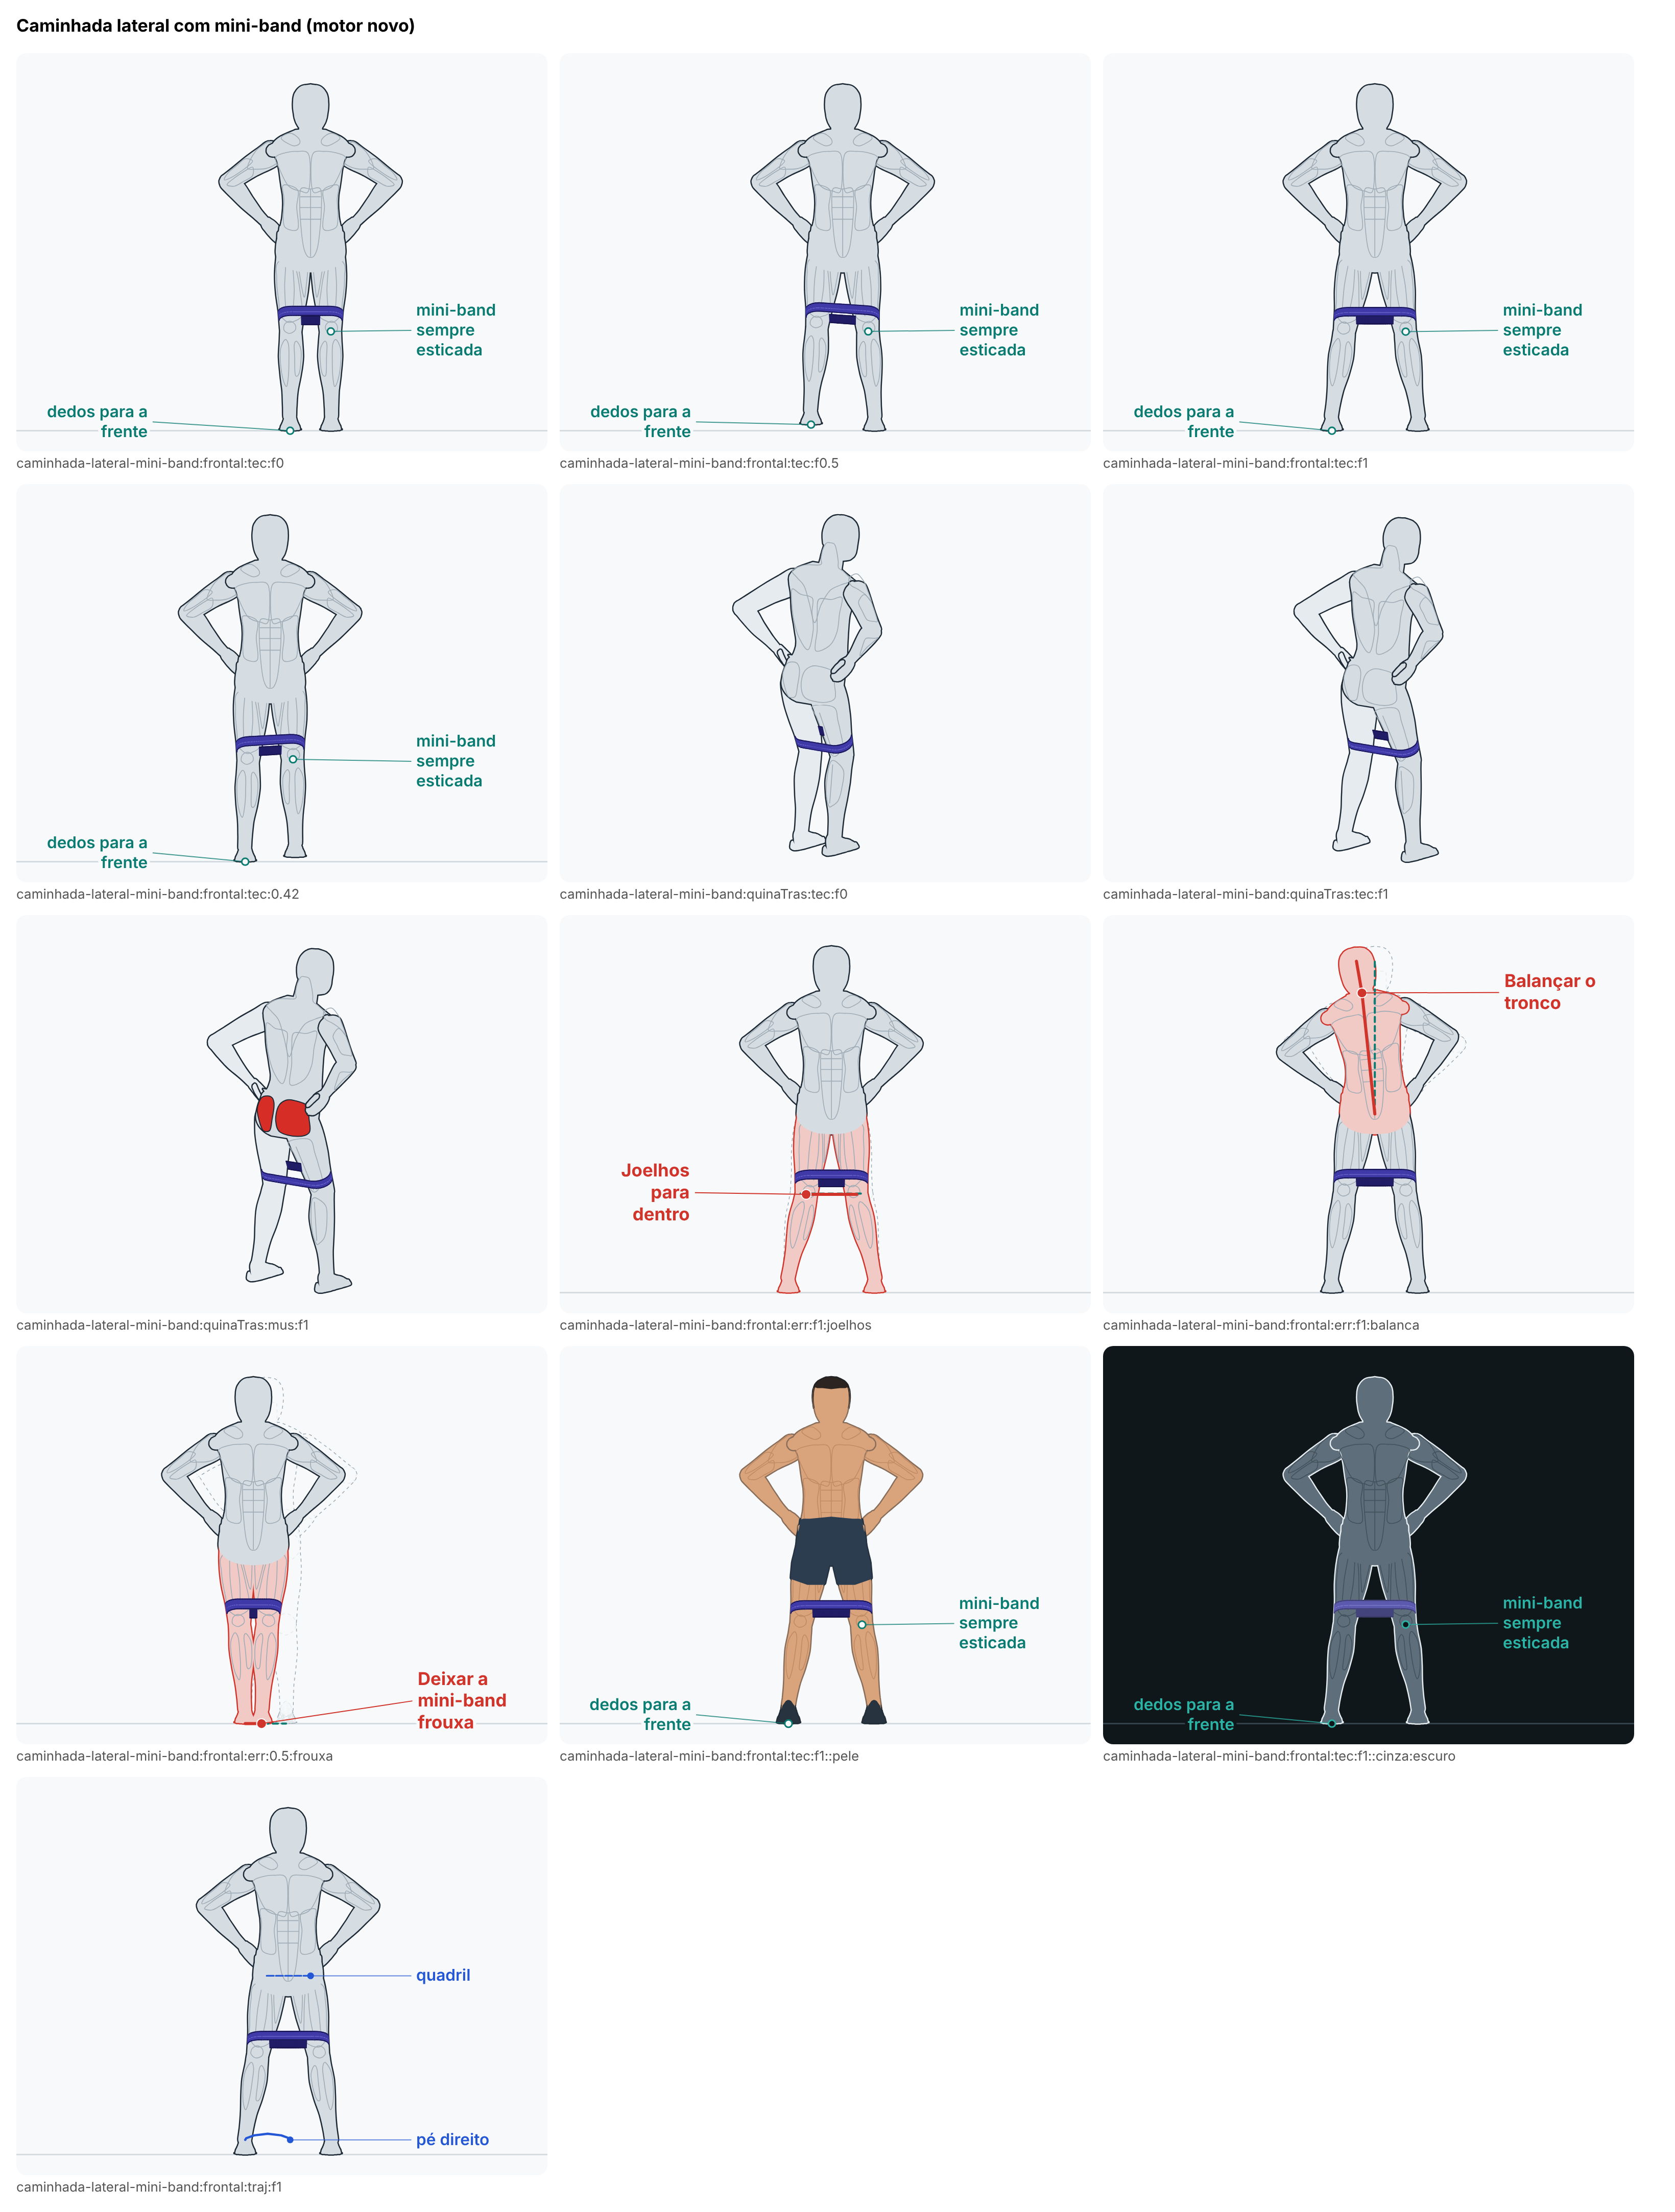 Caminhada lateral com mini-band (motor novo)
mini-band
sempre
esticada
dedos para a
frente
caminhada-lateral-mini-band:frontal:tec:f0
mini-band
sempre
esticada
dedos para a
frente
caminhada-lateral-mini-band:frontal:tec:f0.5
mini-band
sempre
esticada
dedos para a
frente
caminhada-lateral-mini-band:frontal:tec:f1
mini-band
sempre
esticada
dedos para a
frente
caminhada-lateral-mini-band:frontal:tec:0.42
caminhada-lateral-mini-band:quinaTras:tec:f0
caminhada-lateral-mini-band:quinaTras:tec:f1
caminhada-lateral-mini-band:quinaTras:mus:f1
Joelhos
para
dentro
caminhada-lateral-mini-band:frontal:err:f1:joelhos
Balançar o
tronco
caminhada-lateral-mini-band:frontal:err:f1:balanca
Deixar a
mini-band
frouxa
caminhada-lateral-mini-band:frontal:err:0.5:frouxa
mini-band
sempre
esticada
dedos para a
frente
caminhada-lateral-mini-band:frontal:tec:f1::pele
mini-band
sempre
esticada
dedos para a
frente
caminhada-lateral-mini-band:frontal:tec:f1::cinza:escuro
quadril
pé direito
caminhada-lateral-mini-band:frontal:traj:f1